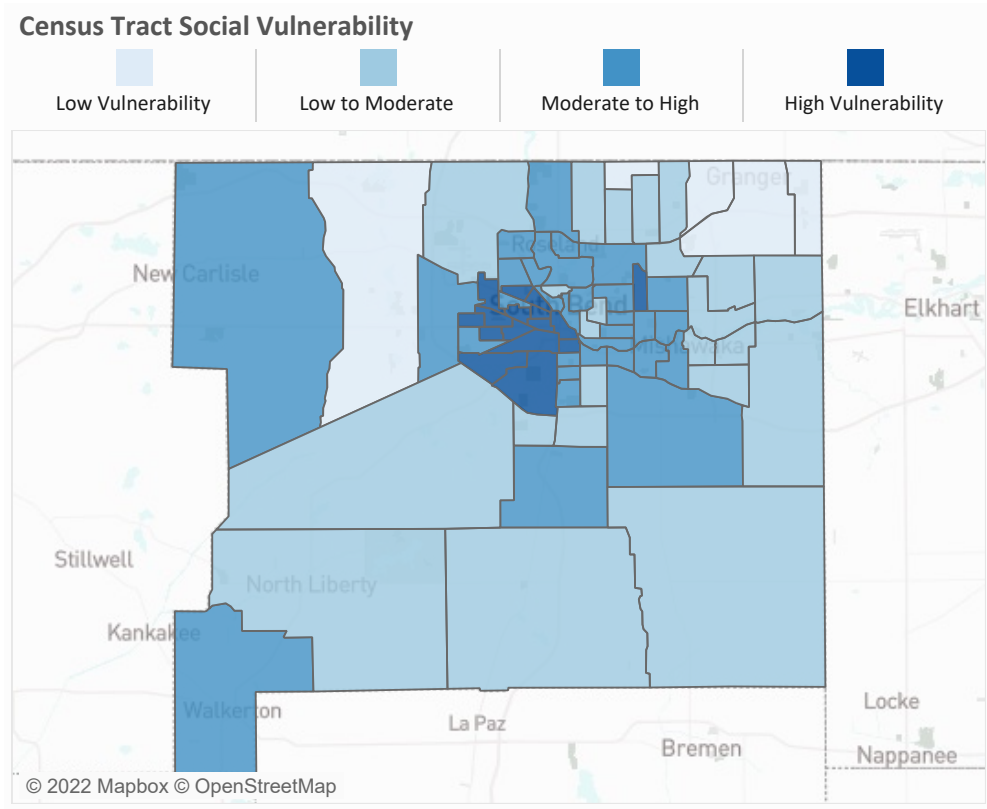 Census Tract Social Vulnerability
Low Vulnerability
Low to Moderate
Moderate to High
High Vulnerability
Granger
Roseland
New Carlisle
South Bend
Elkhart
Mishawaka
Stillwell
North Liberty
Kankakee
Walkerton
Locke
La Paz
Bremen
Nappanee
© 2022 Mapbox © OpenStreetMap